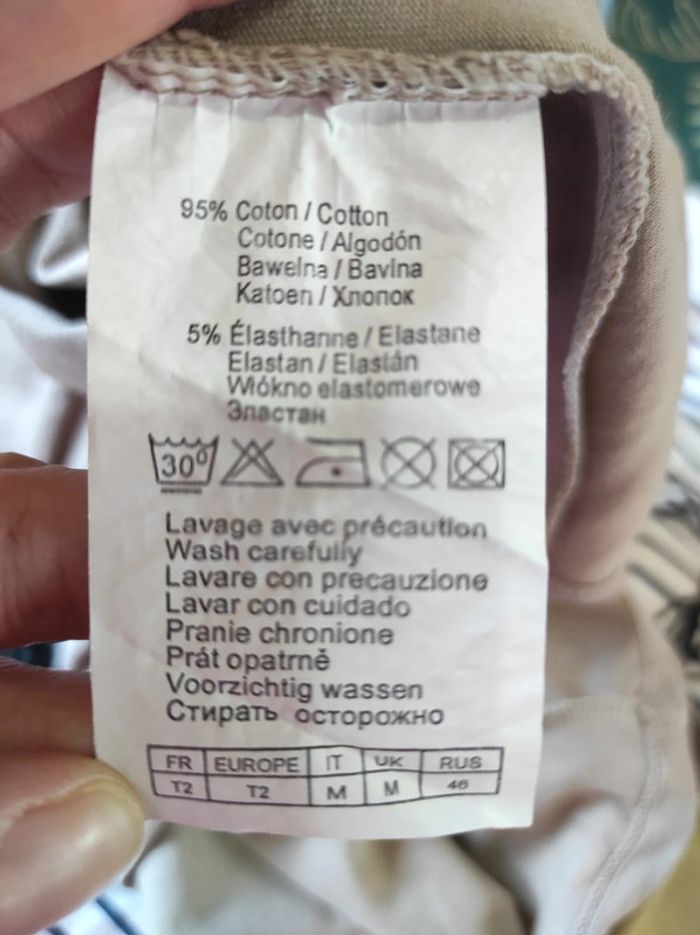 95% Coton / Cotton
Cotone / Algodón
Bawelna / Bavlna
Katoen / Хлопок
5% Élasthanne / Elastane
Elastan / Elastán
Włókno elastomerowe
Эластан
30°
Lavage avec précaution
Wash carefully
Lavare con precauzione
Lavar con cuidado
Pranie chronione
Prát opatrně
Voorzichtig wassen
Стирать осторожно
FR EUROPE IT UK RUS
T2 T2 M M 46